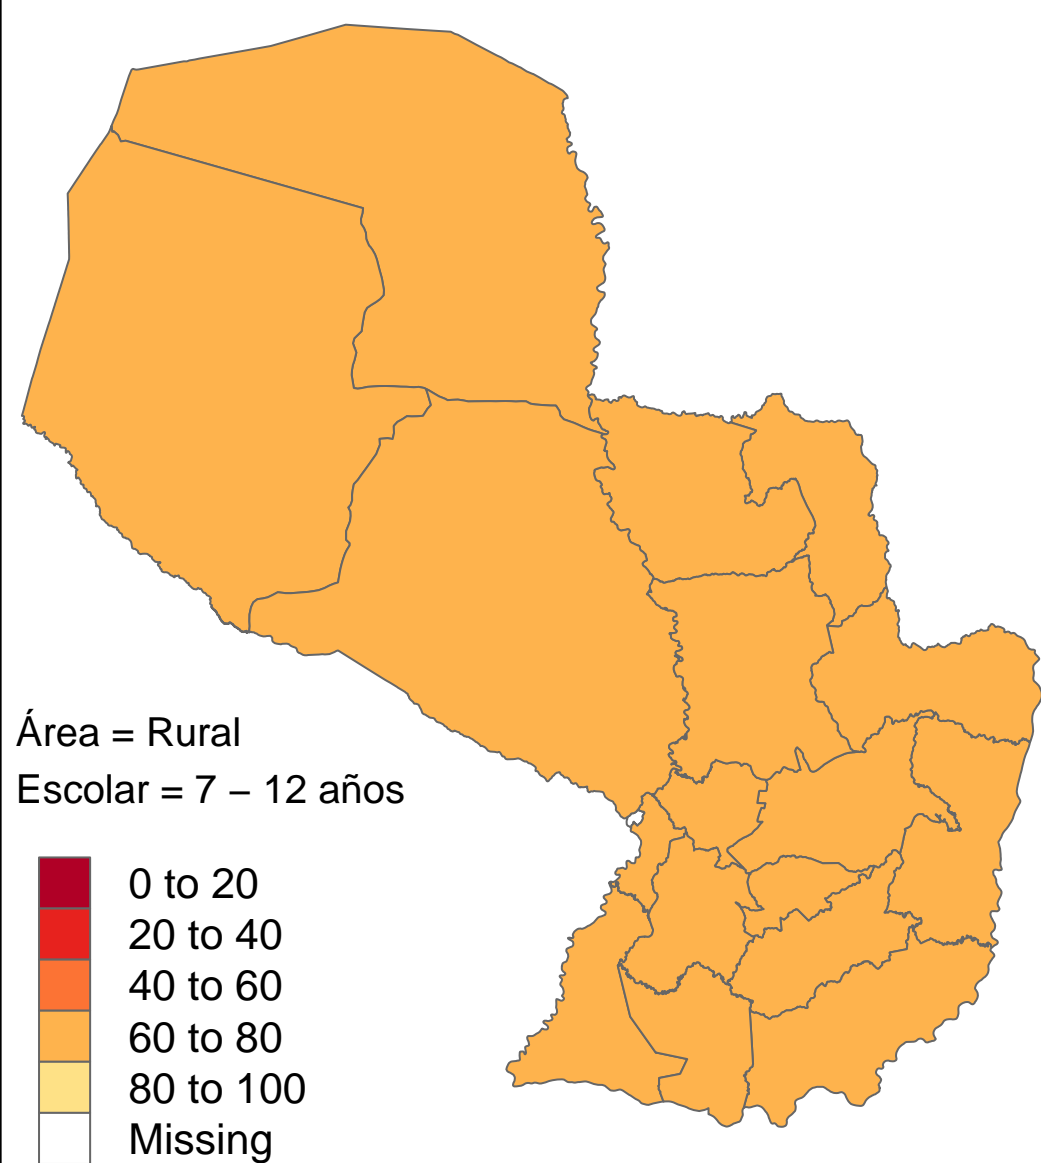 Área = Rural
Escolar = 7 – 12 años
0 to 20
20 to 40
40 to 60
60 to 80
80 to 100
Missing